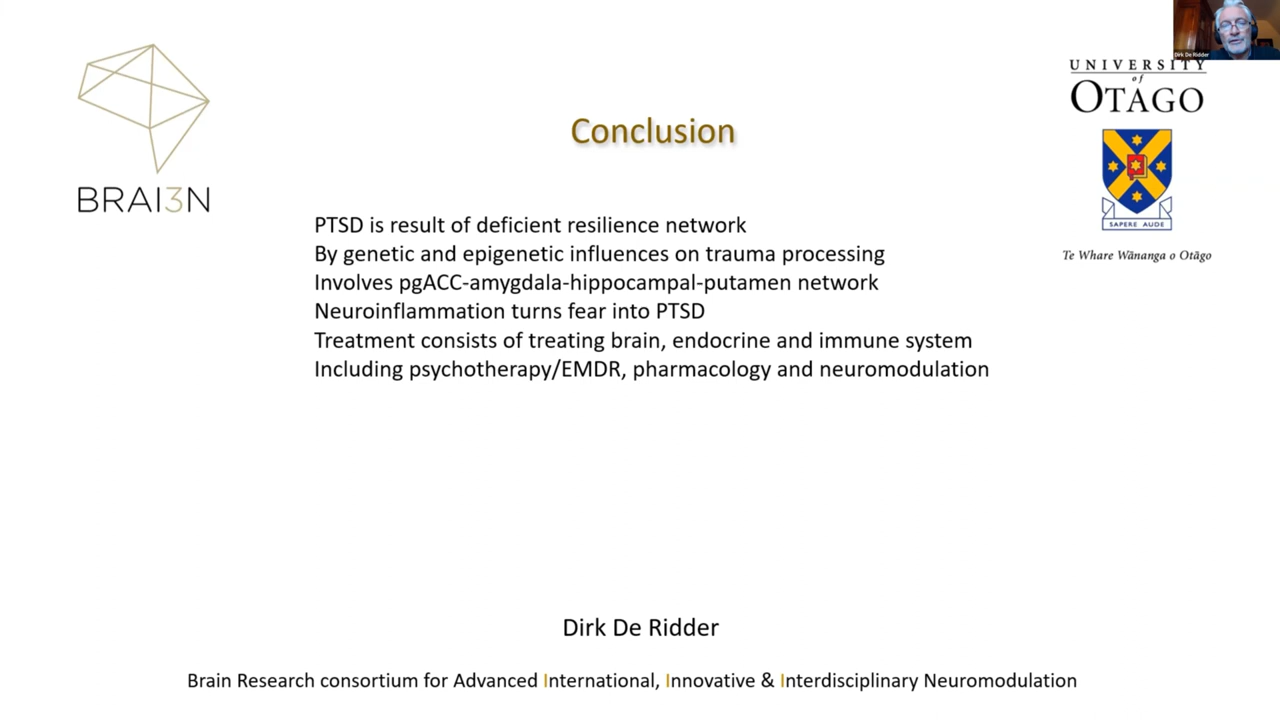 Dirk De Ridder
UNIVERSITY
of
OTAGO
SAPERE AUDE
Te Whare Wānanga o Otāgo
BRAI3N
Conclusion
PTSD is result of deficient resilience network
By genetic and epigenetic influences on trauma processing
Involves pgACC-amygdala-hippocampal-putamen network
Neuroinflammation turns fear into PTSD
Treatment consists of treating brain, endocrine and immune system
Including psychotherapy/EMDR, pharmacology and neuromodulation
Dirk De Ridder
Brain Research consortium for Advanced International, Innovative & Interdisciplinary Neuromodulation